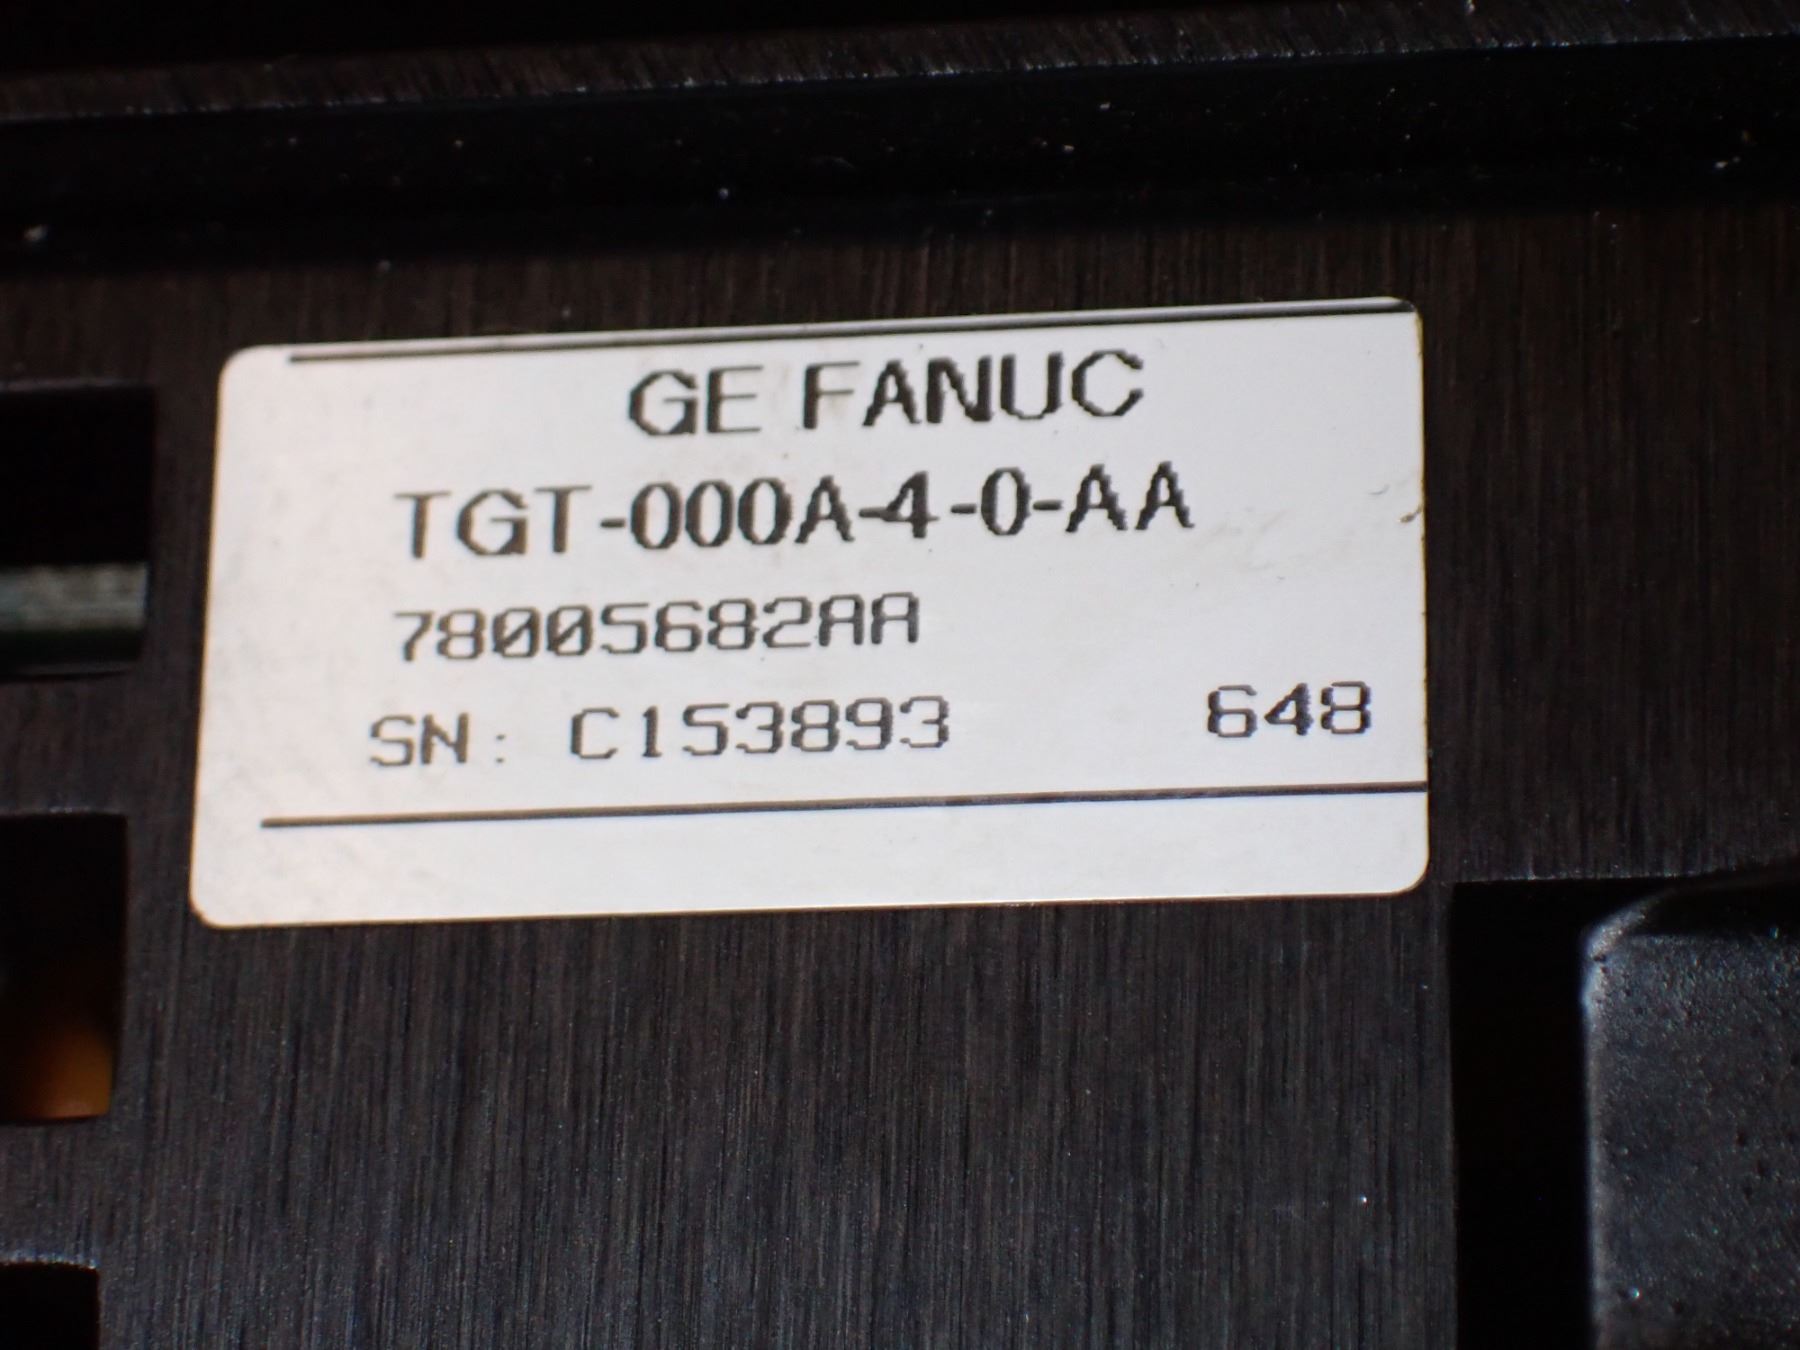 GE FANUC
TGT-000A-4-0-AA
78005682AA
SN: C153893 648